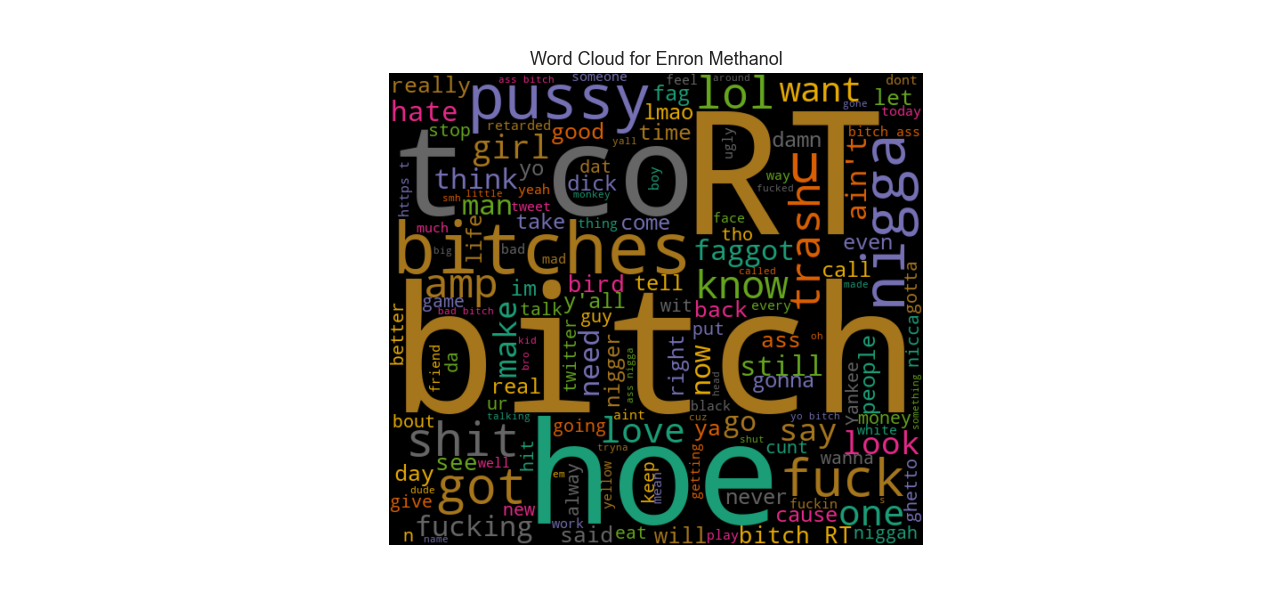 Word Cloud for Enron Methanol
really
ass bitch
someone
feel
around
dont
hate
pussy
fag
lol
want
gone
let
lmao
today
stop
retarded
good
yall
time
ugly
damn
bitch ass
t co
RT
girl
yo
dat
boy
way
trash
u
ain't
nigga
https t
think
yeah
dick
monkey
fucked
smh
little
man
tweet
take
thing
come
face
much
life
tho
even
bitches
big
bad
mad
faggot
called
call
gotta
amp
im
bird
tell
know
every
made
game
y'all
wit
back
bad bitch
make
talk
guy
put
better
friend
da
kid
bro
twitter
need
nigger
ass nigga
right
now
ass
oh
still
people
nicca
bitch
real
head
gonna
Yankee
something
ur
black
bout
talking
aint
cuz
yo bitch
money
shit
hoe
going
love
ya
go
say
white
look
tryna
shut
cunt
see
well
hit
wanna
day
em
yellow
keep
mean
getting
fuck
ghetto
dude
got
alway
never
fuckin
s
give
new
cause
one
fucking
work
n
name
said
eat
will
play
bitch RT
niggah